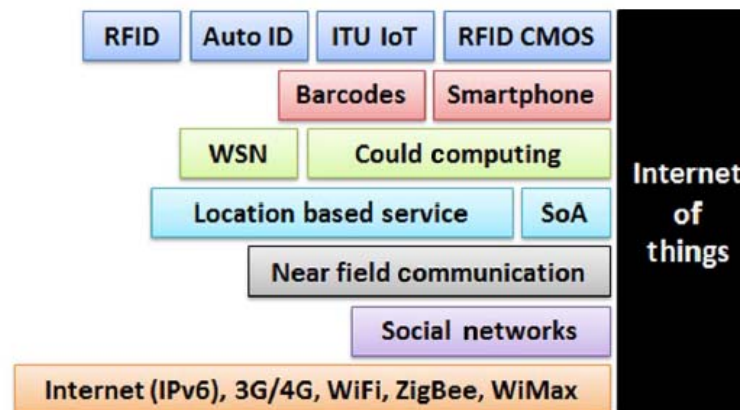 RFID Auto ID ITU IoT RFID CMOS
Barcodes Smartphone
WSN Could computing
Location based service SoA
Near field communication
Social networks
Internet (IPv6), 3G/4G, WiFi, ZigBee, WiMax
Internet
of
things